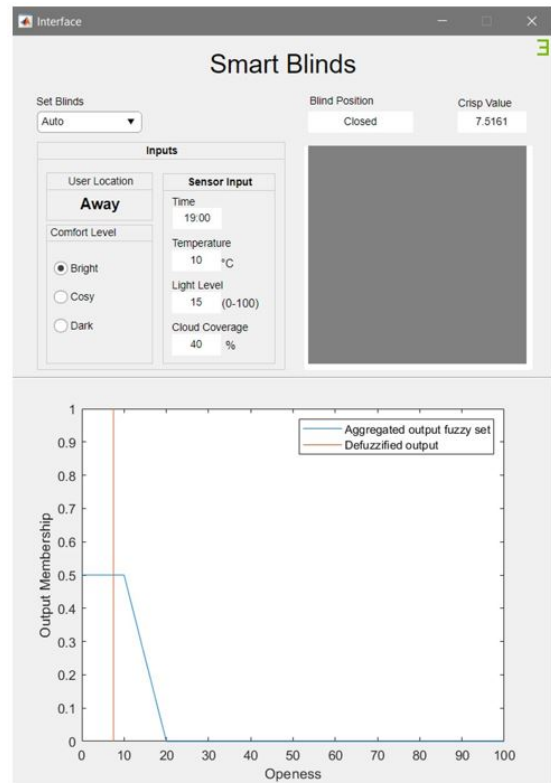 Interface
3
Smart Blinds
Set Blinds
Auto
Blind Position
Closed
Crisp Value
7.5161
Inputs
User Location
Away
Comfort Level
Bright
Cosy
Dark
Sensor Input
Time
19:00
Temperature
10 °C
Light Level
15 (0-100)
Cloud Coverage
40 %
Aggregated output fuzzy set
Defuzzified output
Output Membership
1
0.9
0.8
0.7
0.6
0.5
0.4
0.3
0.2
0.1
0
0 10 20 30 40 50 60 70 80 90 100
Openess